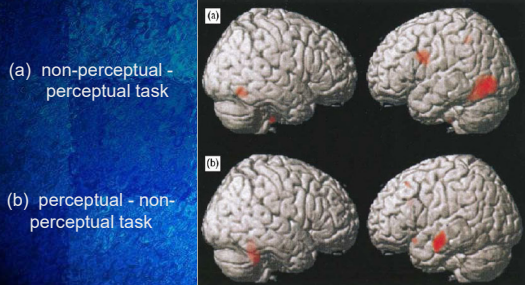 (a) non-perceptual -
perceptual task
(b) perceptual - non-
perceptual task
(a)
(b)